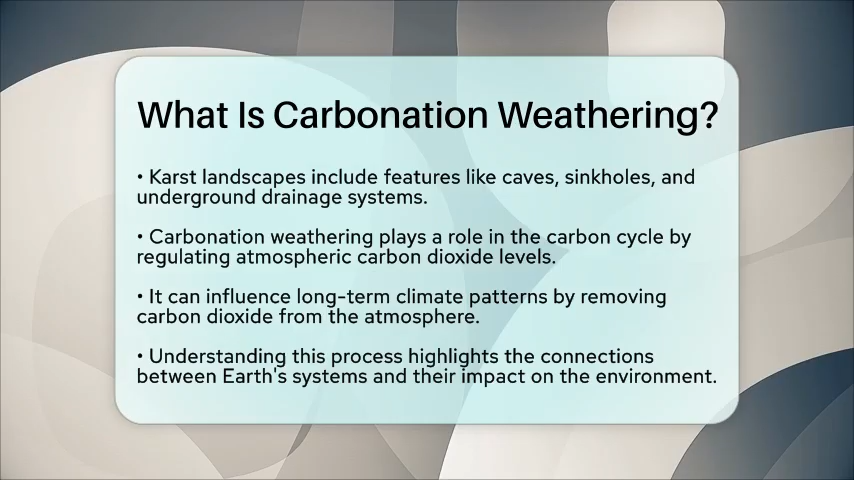 What Is Carbonation Weathering?
• Karst landscapes include features like caves, sinkholes, and
underground drainage systems.
• Carbonation weathering plays a role in the carbon cycle by
regulating atmospheric carbon dioxide levels.
• It can influence long-term climate patterns by removing
carbon dioxide from the atmosphere.
• Understanding this process highlights the connections
between Earth's systems and their impact on the environment.